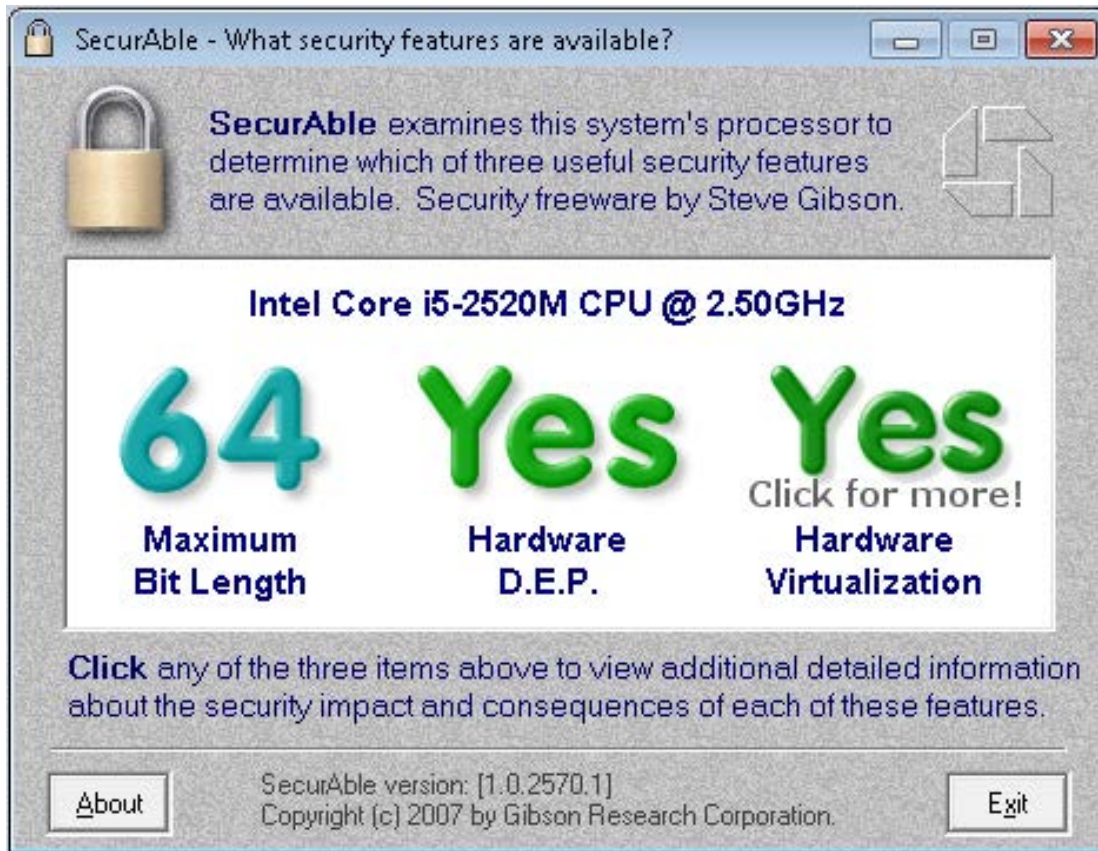 SecurAble - What security features are available?
SecurAble examines this system's processor to
determine which of three useful security features
are available. Security freeware by Steve Gibson.
Intel Core i5-2520M CPU @ 2.50GHz
64 Yes Yes
Click for more!
Maximum Hardware Hardware
Bit Length D.E.P. Virtualization
Click any of the three items above to view additional detailed information
about the security impact and consequences of each of these features.
About
SecurAble version: [1.0.2570.1]
Copyright (c) 2007 by Gibson Research Corporation.
Exit